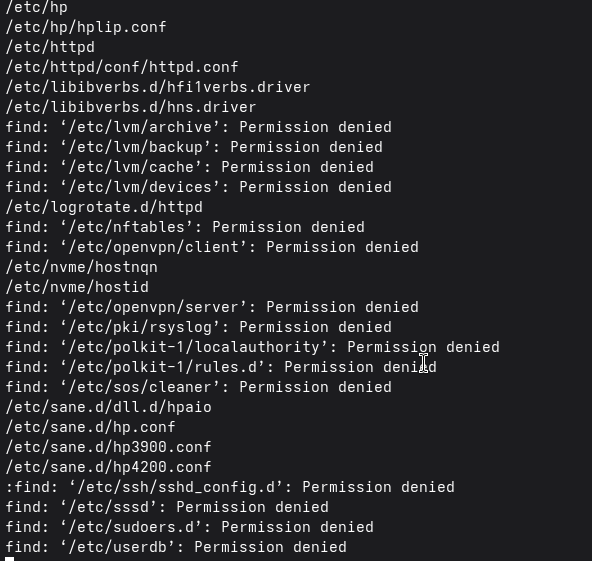 /etc/hp
/etc/hp/hplip.conf
/etc/httpd
/etc/httpd/conf/httpd.conf
/etc/libibverbs.d/hfi1verbs.driver
/etc/libibverbs.d/hns.driver
find: ‘/etc/lvm/archive’: Permission denied
find: ‘/etc/lvm/backup’: Permission denied
find: ‘/etc/lvm/cache’: Permission denied
find: ‘/etc/lvm/devices’: Permission denied
/etc/logrotate.d/httpd
find: ‘/etc/nftables’: Permission denied
find: ‘/etc/openvpn/client’: Permission denied
/etc/nvme/hostnqn
/etc/nvme/hostid
find: ‘/etc/openvpn/server’: Permission denied
find: ‘/etc/pki/rsyslog’: Permission denied
find: ‘/etc/polkit-1/localauthority’: Permission denied
find: ‘/etc/polkit-1/rules.d’: Permission denied
find: ‘/etc/sos/cleaner’: Permission denied
/etc/sane.d/dll.d/hpaio
/etc/sane.d/hp.conf
/etc/sane.d/hp3900.conf
/etc/sane.d/hp4200.conf
:find: ‘/etc/ssh/sshd_config.d’: Permission denied
find: ‘/etc/sssd’: Permission denied
find: ‘/etc/sudoers.d’: Permission denied
find: ‘/etc/userdb’: Permission denied